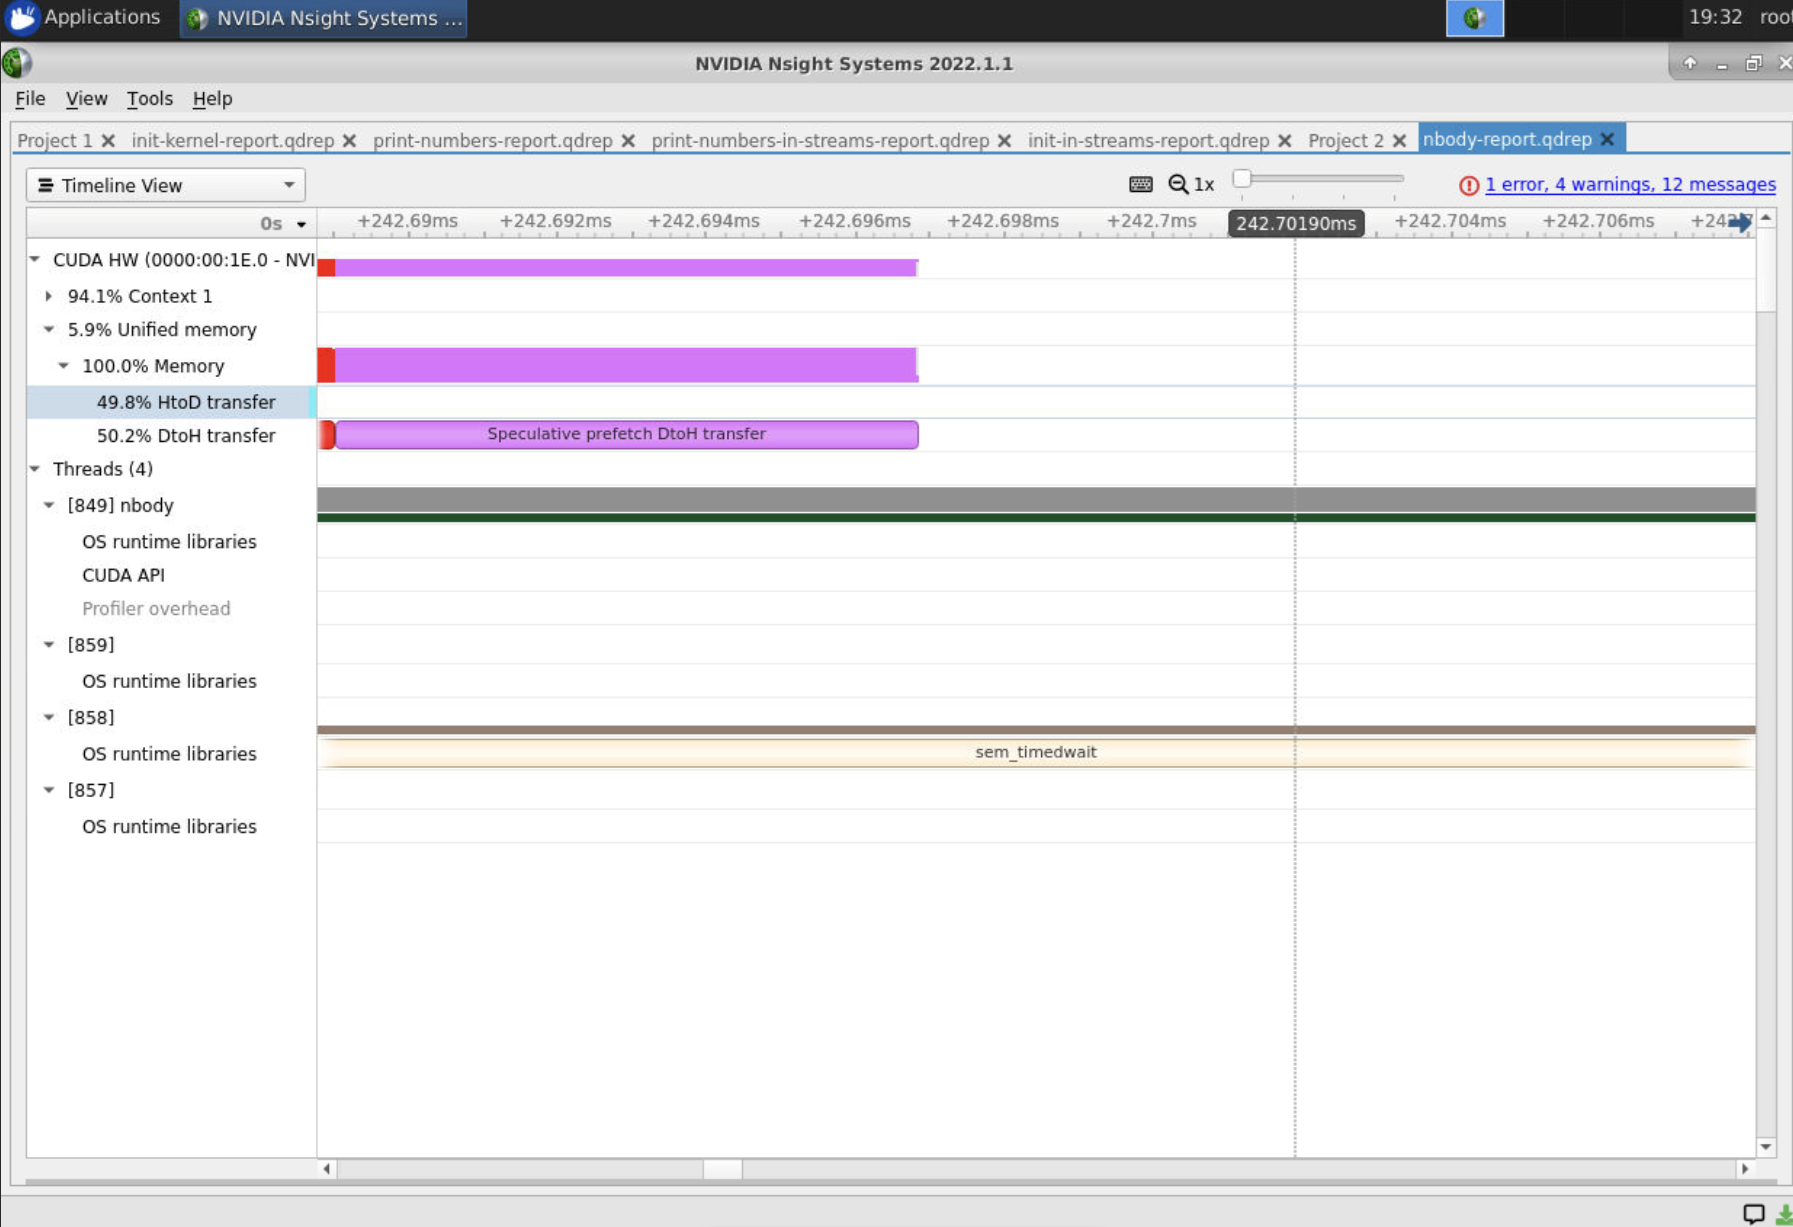 Applications NVIDIA Nsight Systems ... 19:32 roo
NVIDIA Nsight Systems 2022.1.1
File View Tools Help
Project 1 init-kernel-report.qdrep print-numbers-report.qdrep print-numbers-in-streams-report.qdrep init-in-streams-report.qdrep Project 2 nbody-report.qdrep
Timeline View 1x 1 error, 4 warnings, 12 messages
0s +242.69ms +242.692ms +242.694ms +242.696ms +242.698ms +242.7ms 242.70190ms +242.704ms +242.706ms
CUDA HW (0000:00:1E.0 - NVI
94.1% Context 1
5.9% Unified memory
100.0% Memory
49.8% HtoD transfer
50.2% DtoH transfer Speculative prefetch DtoH transfer
Threads (4)
[849] nbody
OS runtime libraries
CUDA API
Profiler overhead
[859]
OS runtime libraries
[858]
OS runtime libraries sem_timedwait
[857]
OS runtime libraries